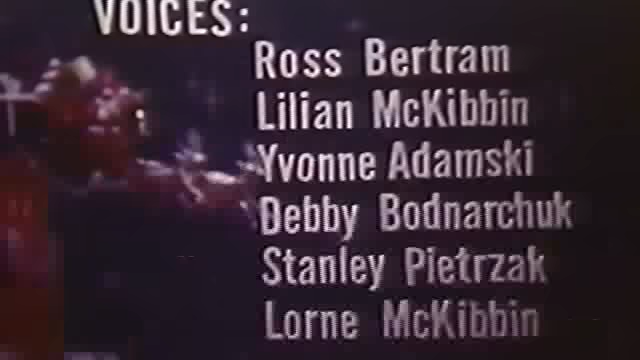 VOICES:
Ross Bertram
Lilian McKibbin
Yvonne Adamski
Debby Bodnarchuk
Stanley Pietrzak
Lorne McKibbin